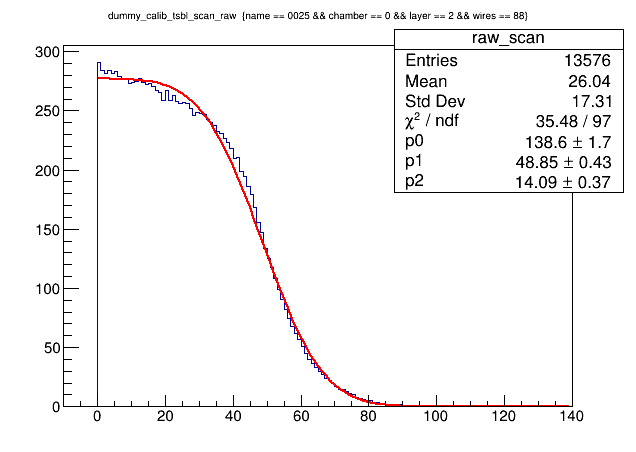 dummy_calib_tsbl_scan_raw {name == 0025 && chamber == 0 && layer == 2 && wires == 88}
raw_scan
Entries 13576
Mean 26.04
Std Dev 17.31
χ² / ndf 35.48 / 97
p0 138.6 ± 1.7
p1 48.85 ± 0.43
p2 14.09 ± 0.37
300
250
200
150
100
50
0
0 20 40 60 80 100 120 140